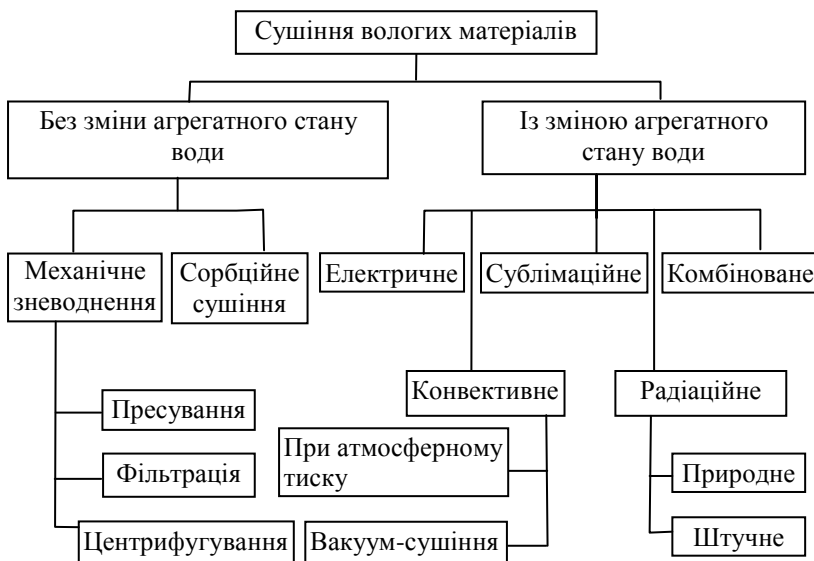 Сушіння вологих матеріалів
Без зміни агрегатного стану
води
Із зміною агрегатного
стану води
Механічне
зневоднення
Сорбційне
сушіння
Електричне
Сублімаційне
Комбіноване
Конвективне
Радіаційне
Пресування
При атмосферному
тиску
Фільтрація
Природне
Центрифугування
Вакуум-сушіння
Штучне